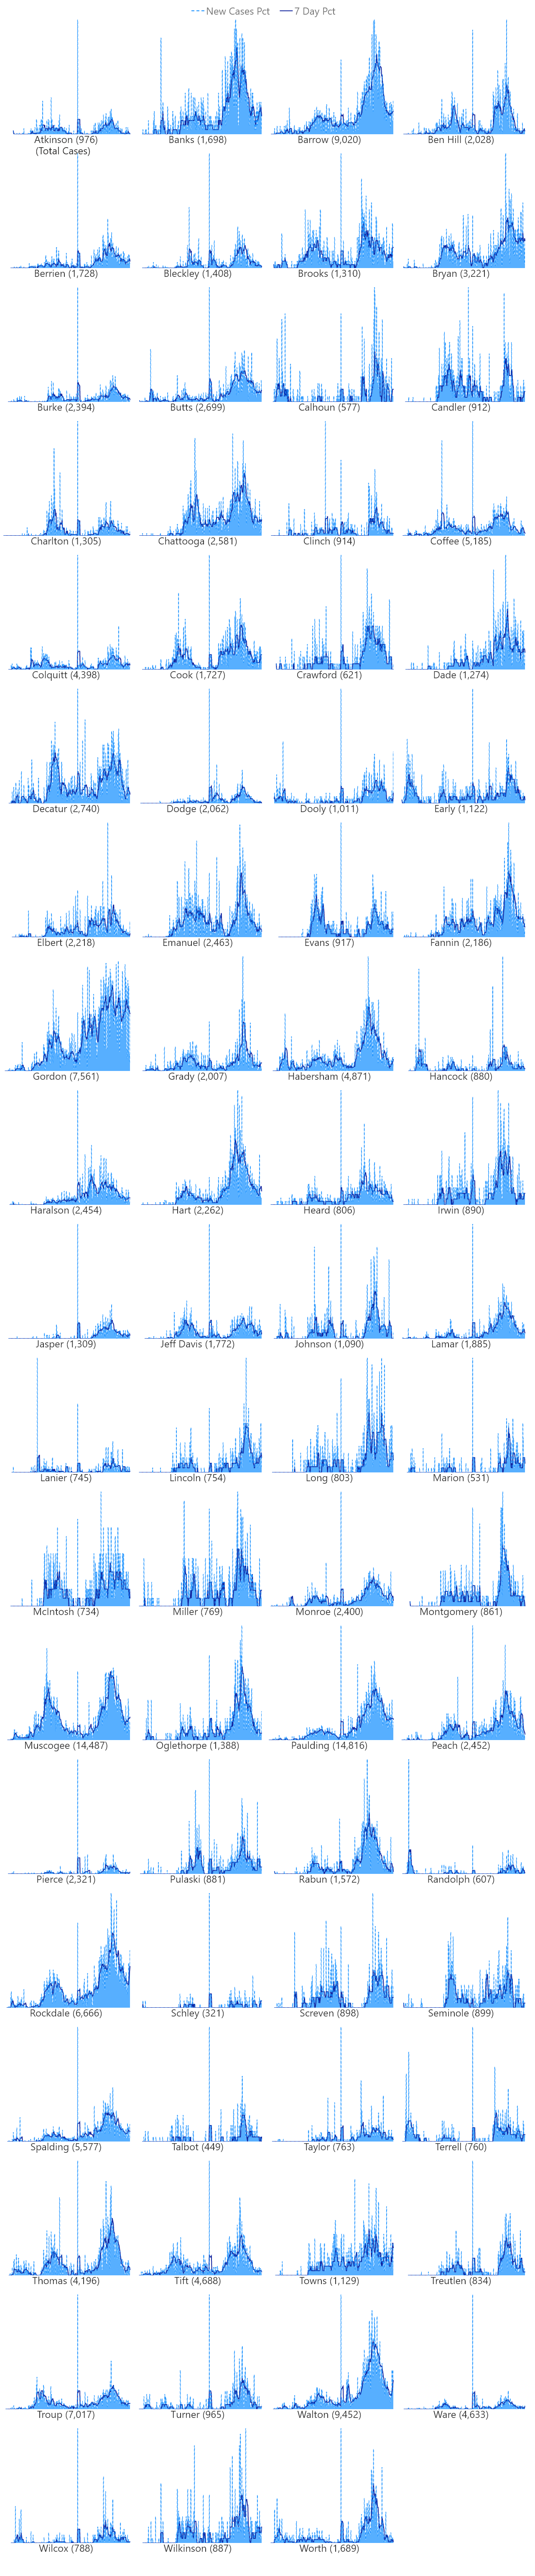 New Cases Pct 7 Day Pct
Atkinson (976) Banks (1,698) Barrow (9,020) Ben Hill (2,028)
(Total Cases)
Berrien (1,728) Bleckley (1,408) Brooks (1,310) Bryan (3,221)
Burke (2,394) Butts (2,699) Calhoun (577) Candler (912)
Charlton (1,305) Chattooga (2,581) Clinch (914) Coffee (5,185)
Colquitt (4,398) Cook (1,727) Crawford (621) Dade (1,274)
Decatur (2,740) Dodge (2,062) Dooly (1,011) Early (1,122)
Elbert (2,218) Emanuel (2,463) Evans (917) Fannin (2,186)
Gordon (7,561) Grady (2,007) Habersham (4,871) Hancock (880)
Haralson (2,454) Hart (2,262) Heard (806) Irwin (890)
Jasper (1,309) Jeff Davis (1,772) Johnson (1,090) Lamar (1,885)
Lanier (745) Lincoln (754) Long (803) Marion (531)
McIntosh (734) Miller (769) Monroe (2,400) Montgomery (861)
Muscogee (14,487) Oglethorpe (1,388) Paulding (14,816) Peach (2,452)
Pierce (2,321) Pulaski (881) Rabun (1,572) Randolph (607)
Rockdale (6,666) Schley (321) Screven (898) Seminole (899)
Spalding (5,577) Talbot (449) Taylor (763) Terrell (760)
Thomas (4,196) Tift (4,688) Towns (1,129) Treutlen (834)
Troup (7,017) Turner (965) Walton (9,452) Ware (4,633)
Wilcox (788) Wilkinson (887) Worth (1,689)